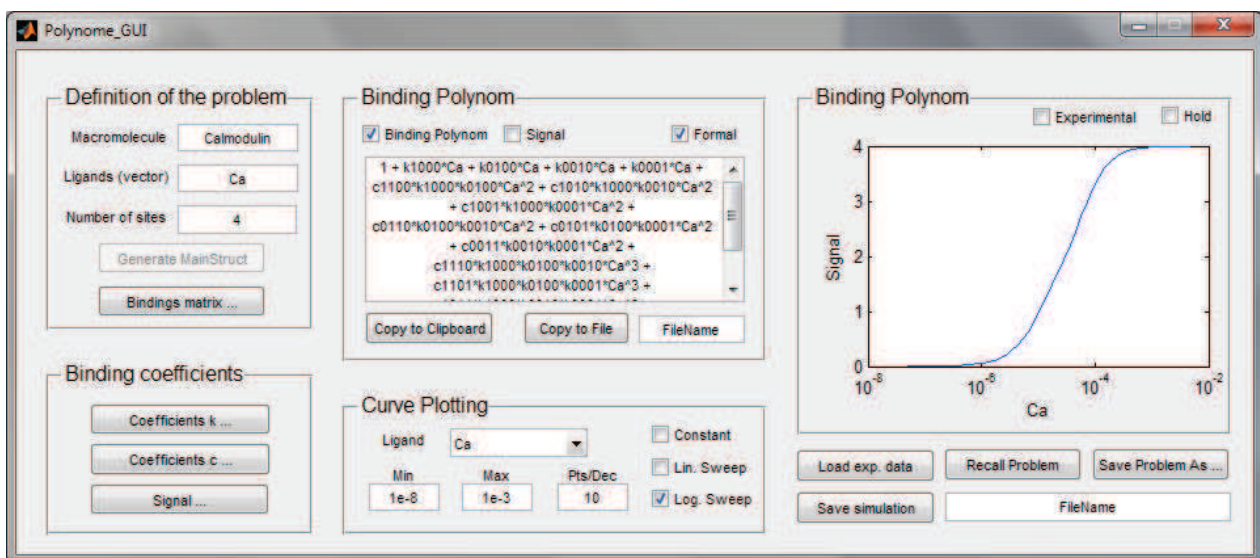 Polynome_GUI
Definition of the problem
Macromolecule
Calmodulin
Ligands (vector)
Ca
Number of sites
4
Generate MainStruct
Bindings matrix ...
Binding coefficients
Coefficients k ...
Coefficients c ...
Signal ...
Binding Polynom
Binding Polynom
Signal
Formal
1 + k1000*Ca + k0100*Ca + k0010*Ca + k0001*Ca +
c1100*k1000*k0100*Ca^2 + c1010*k1000*k0010*Ca^2
+ c1001*k1000*k0001*Ca^2 +
c0110*k0100*k0010*Ca^2 + c0101*k0100*k0001*Ca^2
+ c0011*k0010*k0001*Ca^2 +
c1110*k1000*k0100*k0010*Ca^3 +
c1101*k1000*k0100*k0001*Ca^3 +
Copy to Clipboard
Copy to File
FileName
Curve Plotting
Ligand
Ca
Min
Max
Pts/Dec
1e-8
1e-3
10
Constant
Lin. Sweep
Log. Sweep
Binding Polynom
Experimental
Hold
Signal
4
3
2
1
0
10^-8
10^-6
10^-4
10^-2
Ca
Load exp. data
Recall Problem
Save Problem As ...
Save simulation
FileName